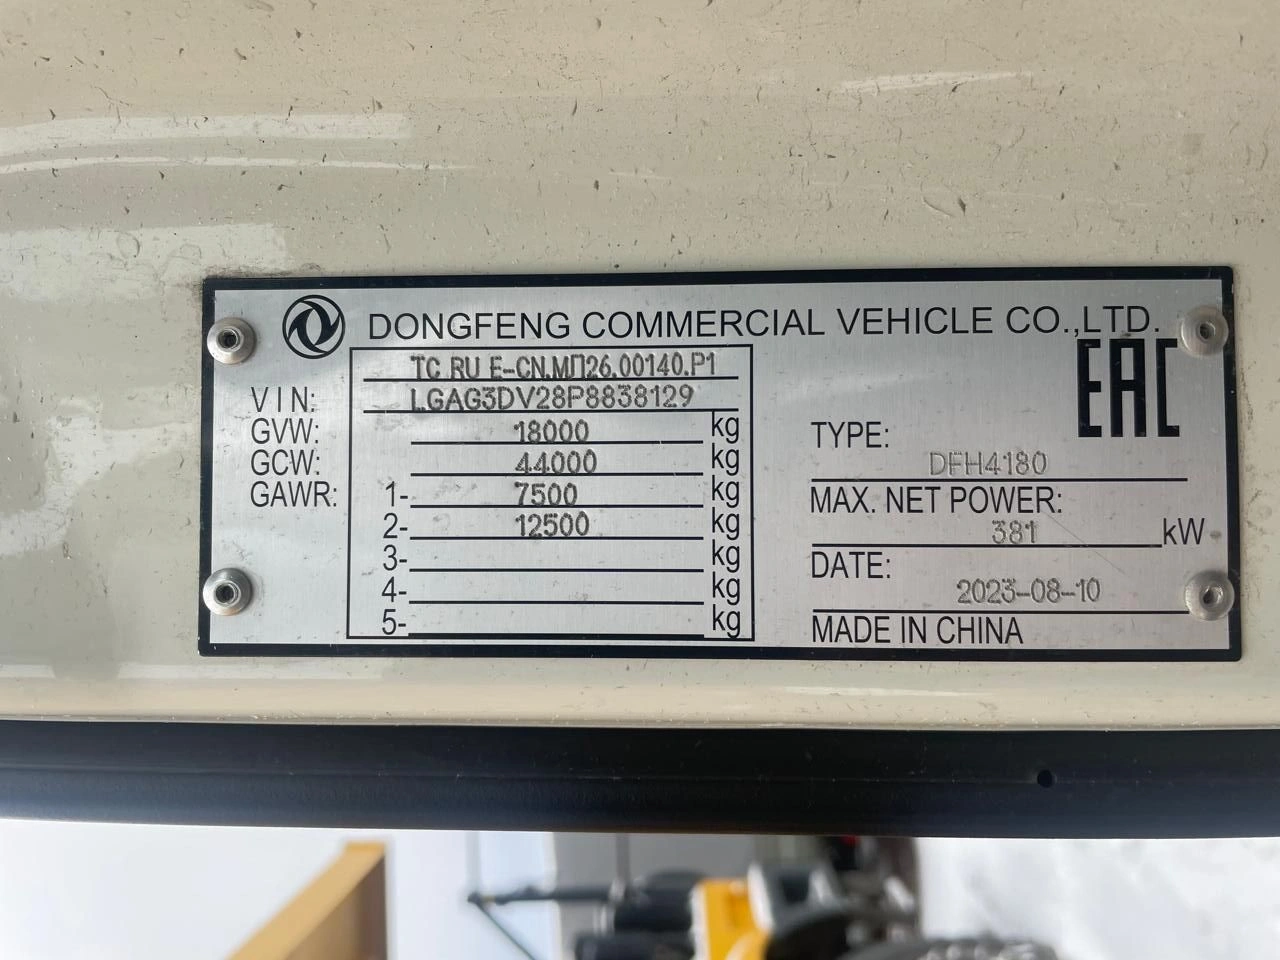 DONGFENG COMMERCIAL VEHICLE CO.,LTD.
TC RU E-CN.МП26.00140.P1
VIN: LGAG3DV28P8838129
GVW: 18000 kg
GCW: 44000 kg
GAWR: 1- 7500 kg
2- 12500 kg
3- kg
4- kg
5- kg
EAC
TYPE: DFH4180
MAX. NET POWER: 381 kW
DATE: 2023-08-10
MADE IN CHINA